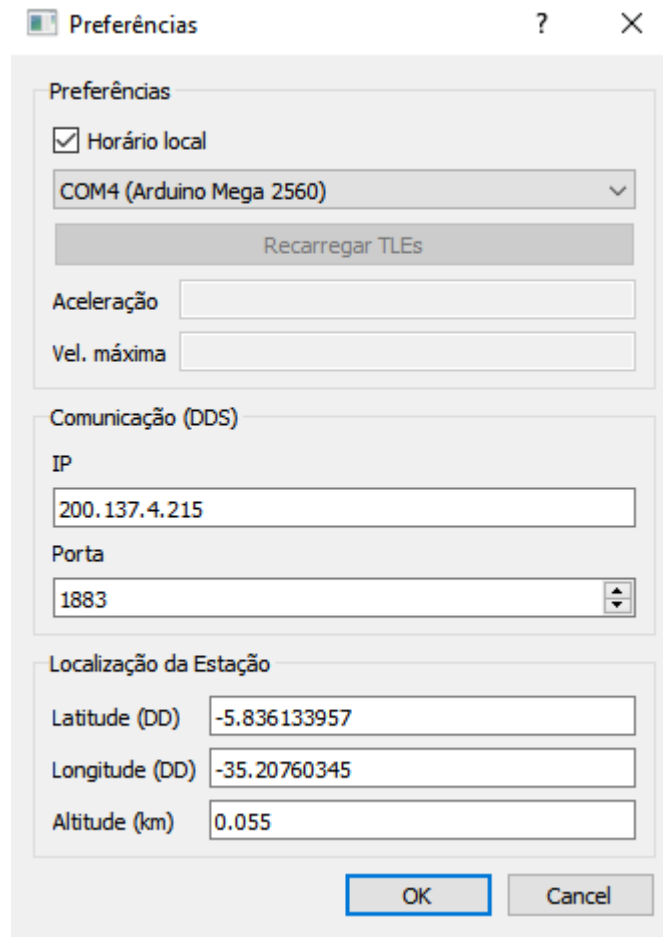 Preferências
?
Preferências
Horário local
COM4 (Arduino Mega 2560)
Recarregar TLEs
Aceleração
Vel. máxima
Comunicação (DDS)
IP
200.137.4.215
Porta
1883
Localização da Estação
Latitude (DD) -5.836133957
Longitude (DD) -35.20760345
Altitude (km) 0.055
OK Cancel